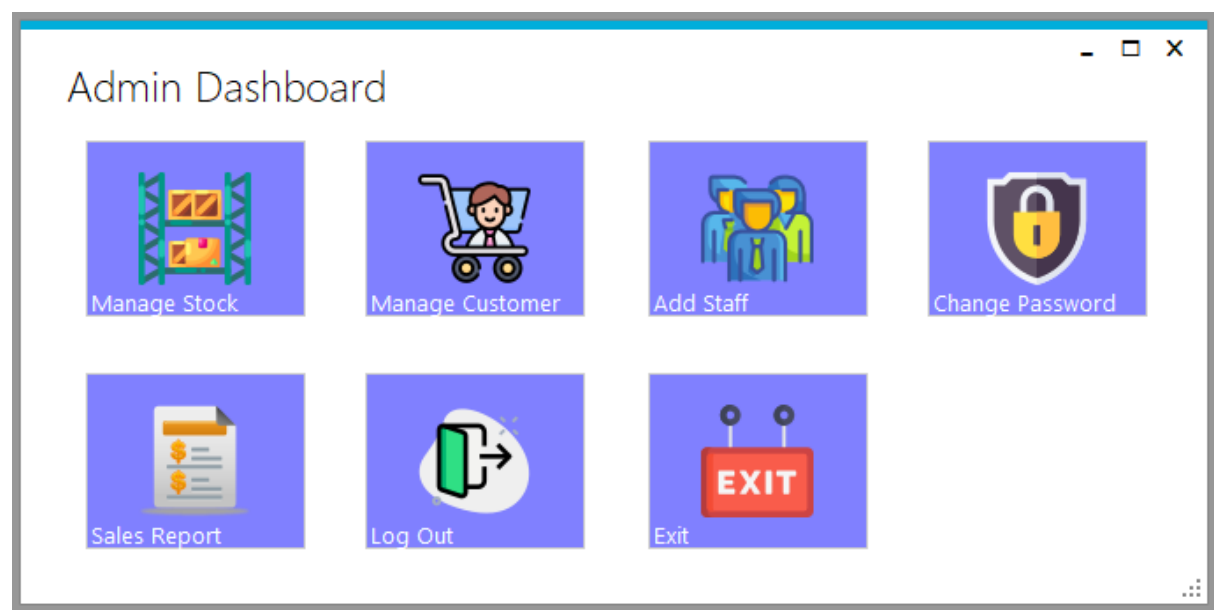 Admin Dashboard
Manage Stock
Manage Customer
Add Staff
Change Password
Sales Report
Log Out
EXIT
Exit